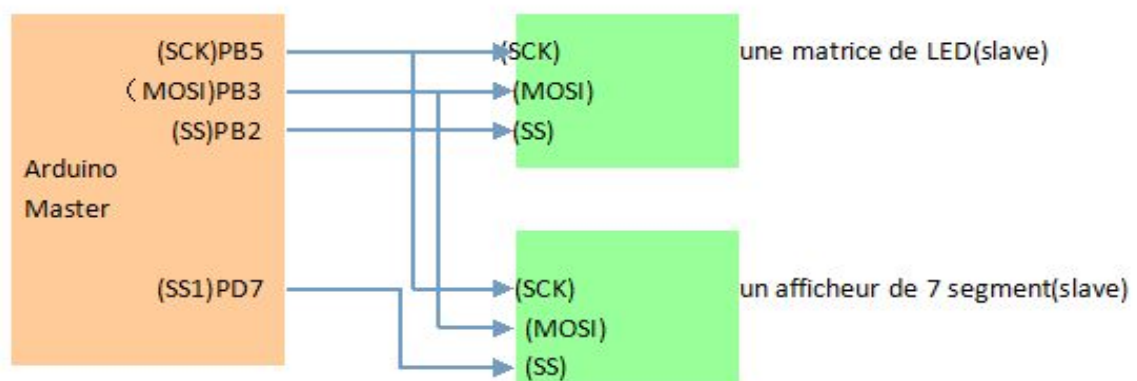 (SCK)PB5
（MOSI)PB3
(SS)PB2
Arduino
Master
(SS1)PD7
(SCK)
(MOSI)
(SS)
une matrice de LED(slave)
(SCK)
(MOSI)
(SS)
un afficheur de 7 segment(slave)